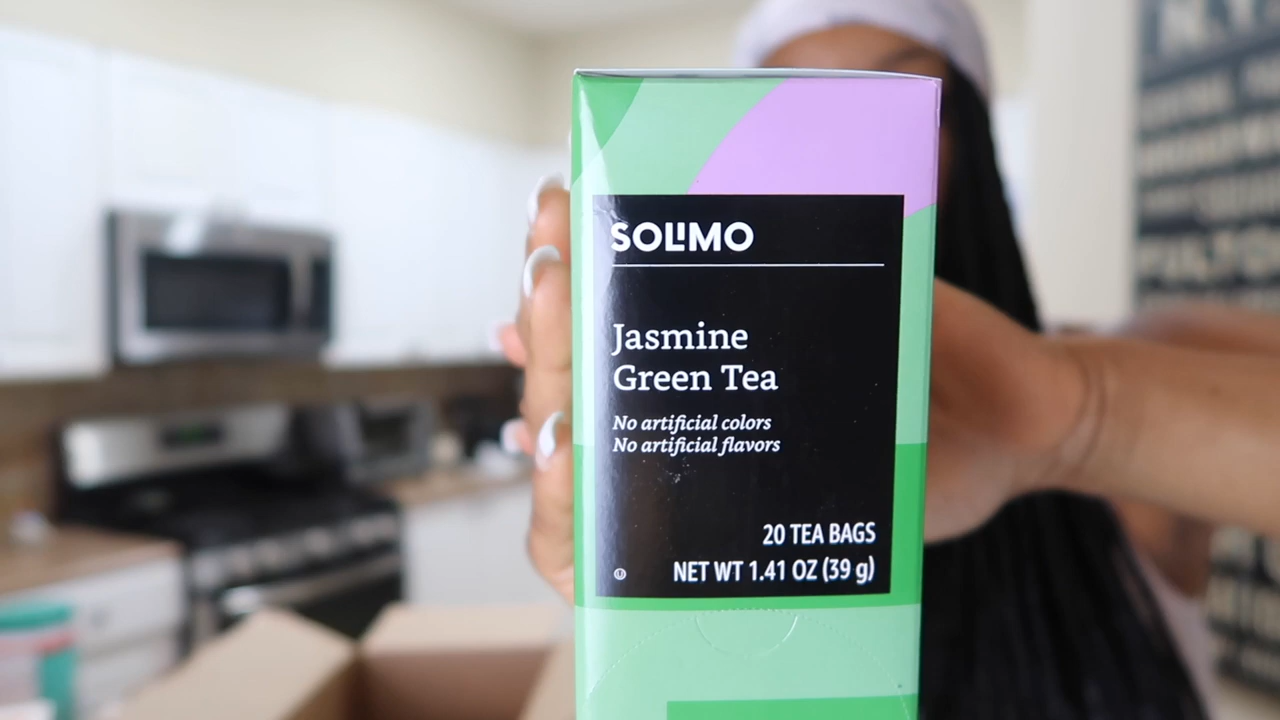 SOLIMO
Jasmine
Green Tea
No artificial colors
No artificial flavors
20 TEA BAGS
NET WT 1.41 OZ (39 g)